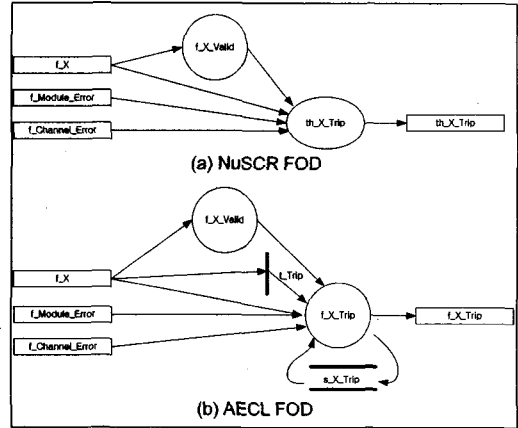 f_X_Valid
f_X
f_Module_Error
f_Channel_Error
th_X_Trip
th_X_Trip
(a) NuSCR FOD
f_X_Valid
f_X
t_Trip
f_Module_Error
f_X_Trip
f_X_Trip
f_Channel_Error
s_X_Trip
(b) AECL FOD